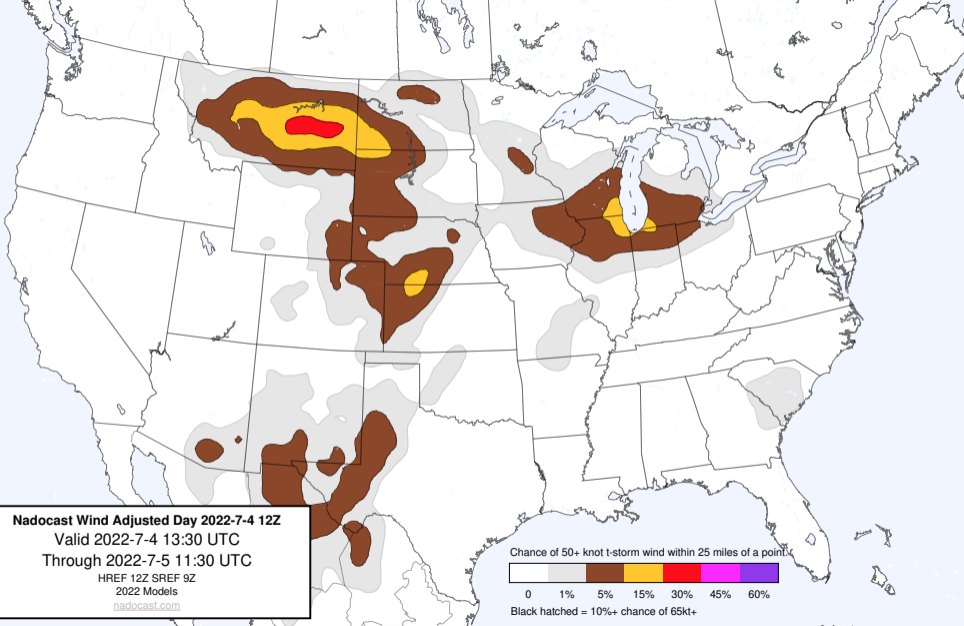 Nadocast Wind Adjusted Day 2022-7-4 12Z
Valid 2022-7-4 13:30 UTC
Through 2022-7-5 11:30 UTC
HREF 12Z SREF 9Z
2022 Models
nadocast.com
Chance of 50+ knot t-storm wind within 25 miles of a point.
0 1% 5% 15% 30% 45% 60%
Black hatched = 10%+ chance of 65kt+